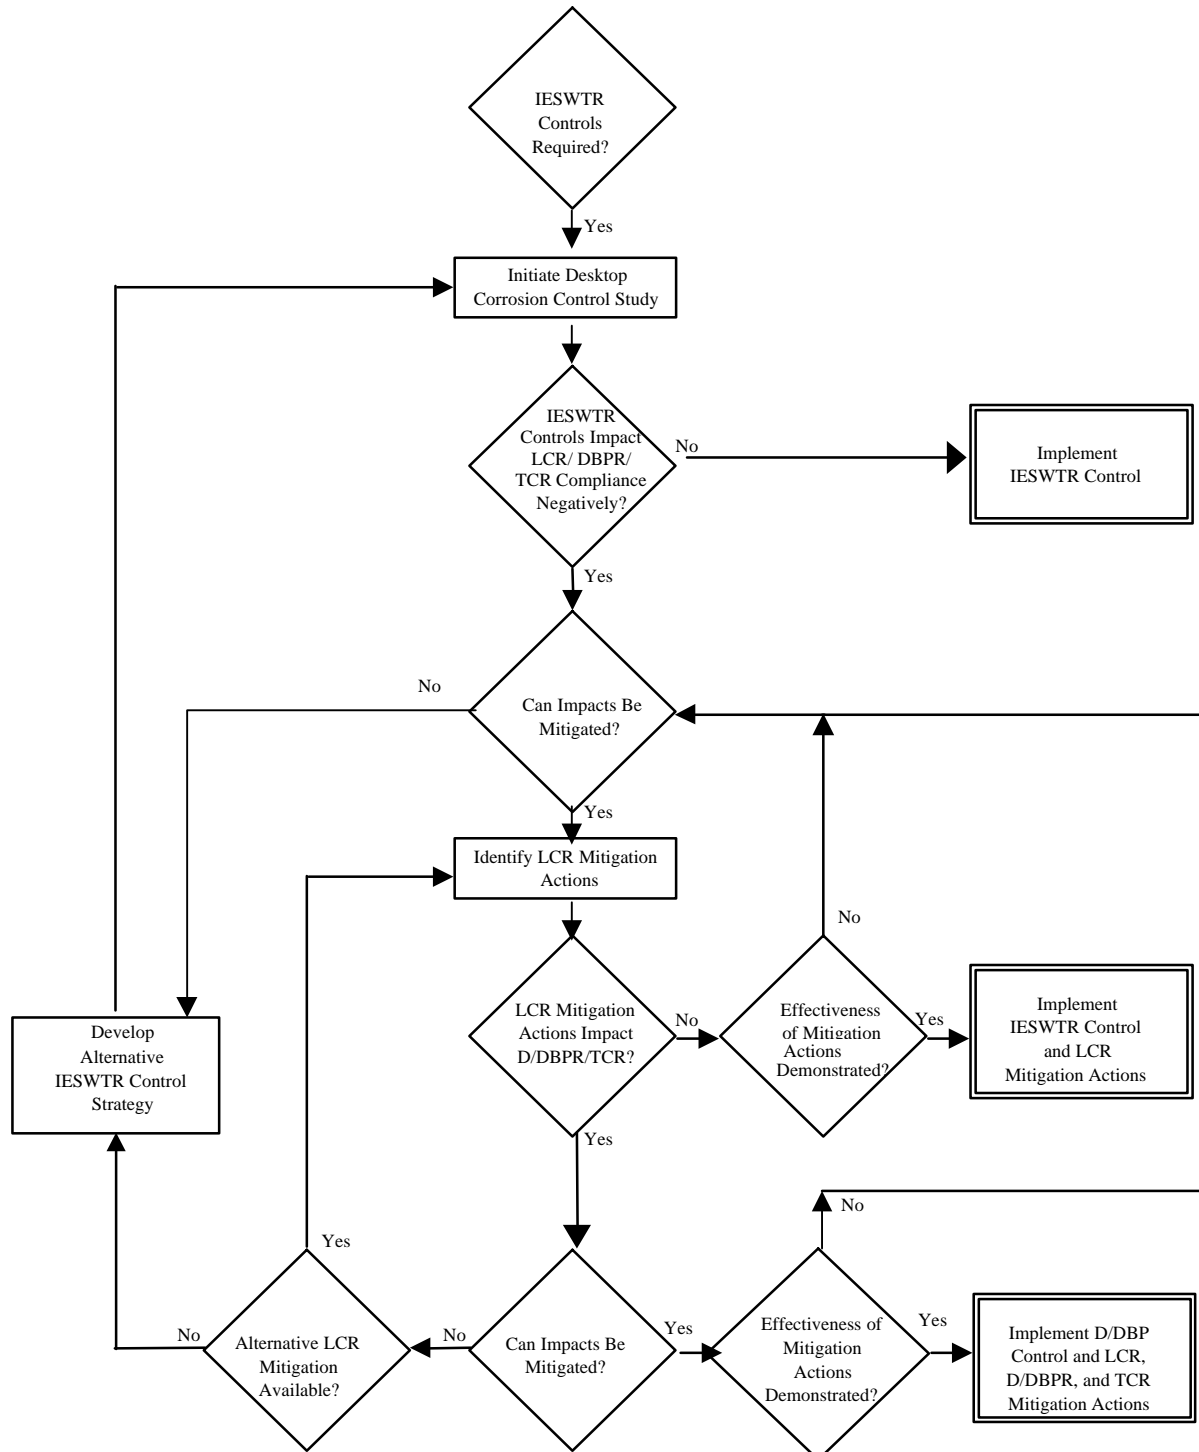 IESWTR
Controls
Required?
Yes
Initiate Desktop
Corrosion Control Study
IESWTR
Controls Impact
LCR/ DBPR/
TCR Compliance
Negatively?
No
Implement
IESWTR Control
Yes
No
Can Impacts Be
Mitigated?
Yes
Identify LCR Mitigation
Actions
No
LCR Mitigation
Actions Impact
D/DBPR/TCR?
No
Effectiveness
of Mitigation
Actions
Demonstrated?
Yes
Implement
IESWTR Control
and LCR
Mitigation Actions
Develop
Alternative
IESWTR Control
Strategy
Yes
No
Yes
No
Alternative LCR
Mitigation
Available?
No
Can Impacts Be
Mitigated?
Yes
Effectiveness of
Mitigation
Actions
Demonstrated?
Yes
Implement D/DBP
Control and LCR,
D/DBPR, and TCR
Mitigation Actions